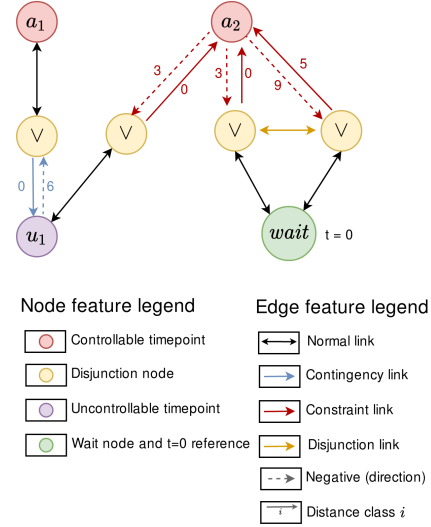 a₁
a₂
3
0
3
0
9
5
∨
∨
∨
∨
0
6
u₁
wait
t = 0
Node feature legend
Controllable timepoint
Disjunction node
Uncontrollable timepoint
Wait node and t=0 reference
Edge feature legend
Normal link
Contingency link
Constraint link
Disjunction link
Negative (direction)
i
Distance class i